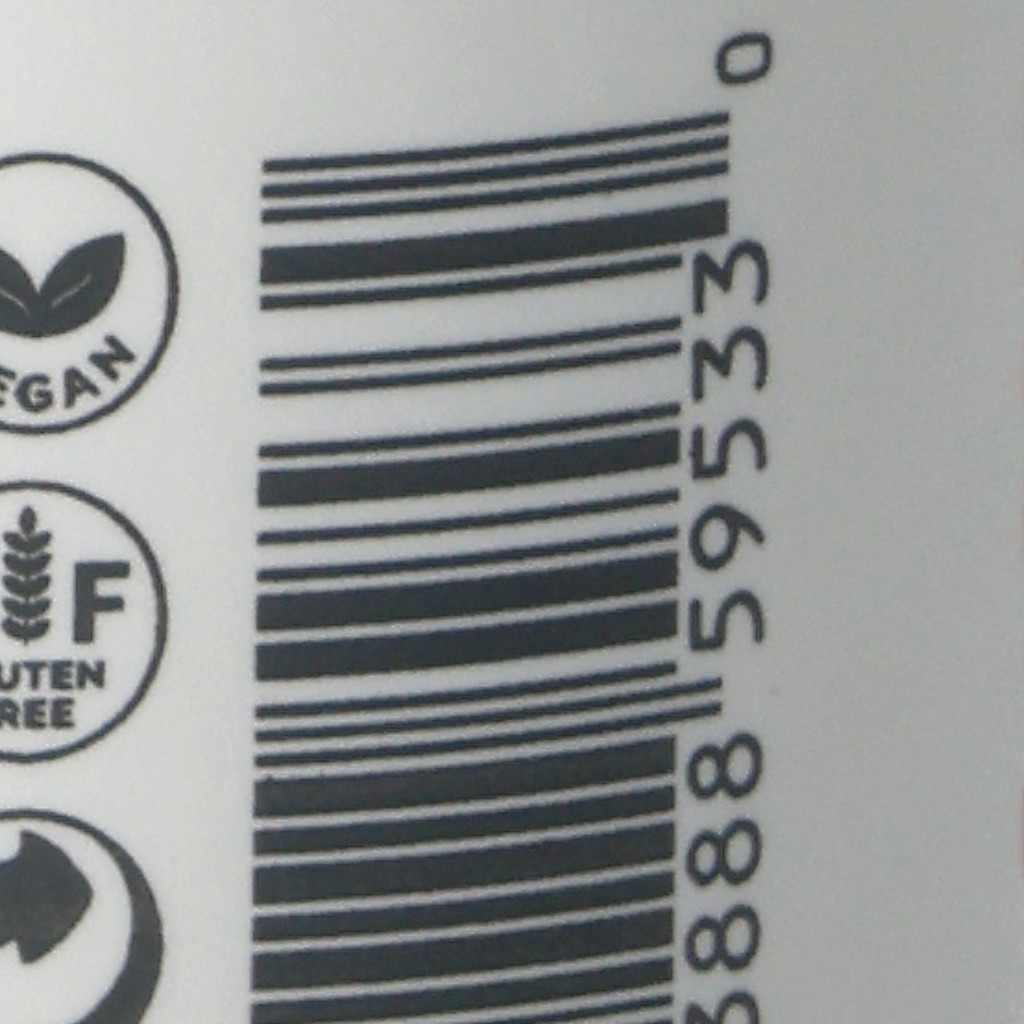 EGAN
F
UTEN
REE
888 59533 0